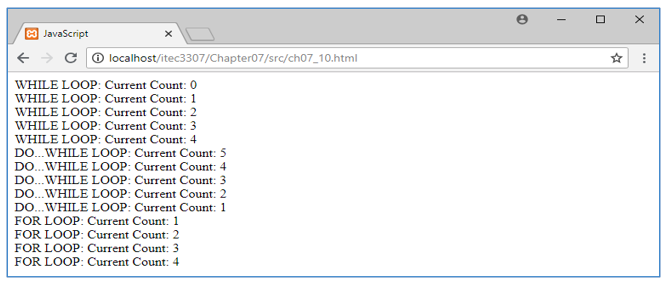 JavaScript
localhost/itec3307/Chapter07/src/ch07_10.html
WHILE LOOP: Current Count: 0
WHILE LOOP: Current Count: 1
WHILE LOOP: Current Count: 2
WHILE LOOP: Current Count: 3
WHILE LOOP: Current Count: 4
DO...WHILE LOOP: Current Count: 5
DO...WHILE LOOP: Current Count: 4
DO...WHILE LOOP: Current Count: 3
DO...WHILE LOOP: Current Count: 2
DO...WHILE LOOP: Current Count: 1
FOR LOOP: Current Count: 1
FOR LOOP: Current Count: 2
FOR LOOP: Current Count: 3
FOR LOOP: Current Count: 4